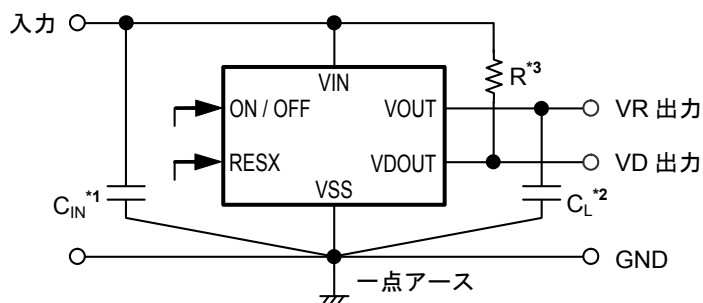 入力
VIN
R*3
ON / OFF
VOUT
VR 出力
RESX
VDOUT
VD 出力
VSS
CIN*1
CL*2
GND
一点アース